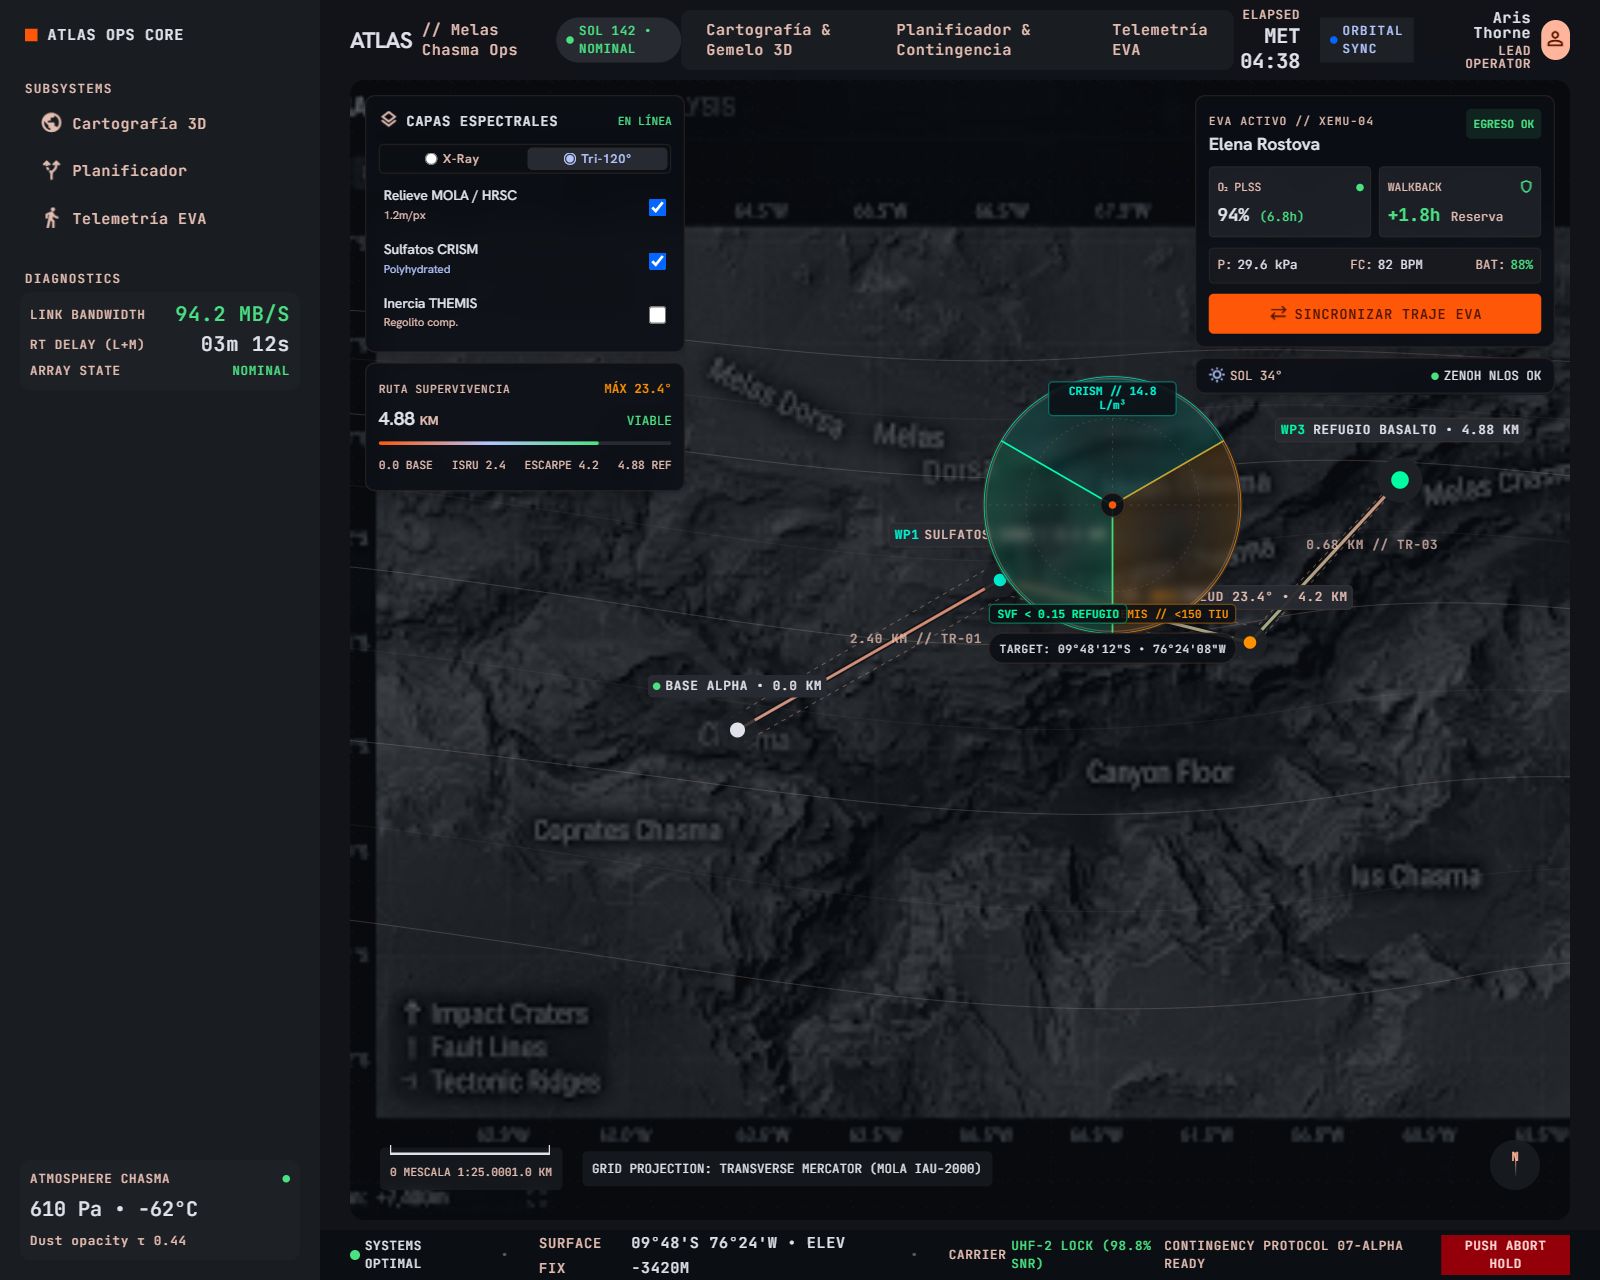 ATLAS OPS CORE
SUBSYSTEMS
Cartografía 3D
Planificador
Telemetría EVA
DIAGNOSTICS
LINK BANDWIDTH 94.2 MB/S
RT DELAY (L+M) 03m 12s
ARRAY STATE NOMINAL
ATMOSPHERE CHASMA
610 Pa • -62°C
Dust opacity τ 0.44
ATLAS
// Melas
Chasma Ops
SOL 142 •
NOMINAL
Cartografía &
Gemelo 3D
Planificador &
Contingencia
Telemetría
EVA
ELAPSED
MET
04:38
ORBITAL
SYNC
Aris
Thorne
LEAD
OPERATOR
CAPAS ESPECTRALES EN LÍNEA
X-Ray Tri-120°
Relieve MOLA / HRSC
1.2m/px
Sulfatos CRISM
Polyhydrated
Inercia THEMIS
Regolito comp.
RUTA SUPERVIVENCIA MÁX 23.4°
4.88 KM VIABLE
0.0 BASE ISRU 2.4 ESCARPE 4.2 4.88 REF
EVA ACTIVO // XEMU-04
Elena Rostova
EGRESO OK
O₂ PLSS
94% (6.8h)
WALKBACK
+1.8h Reserva
P: 29.6 kPa FC: 82 BPM BAT: 88%
SINCRONIZAR TRAJE EVA
SOL 34° ZENOH NLOS OK
CRISM // 14.8
L/m³
WP3 REFUGIO BASALTO • 4.88 KM
Melas Dorsa
Melas
Melas Chasm
WP1 SULFATOS
0.68 KM // TR-03
UD 23.4° • 4.2 KM
SVF < 0.15 REFUGIO
MIS // <150 TIU
2.40 KM // TR-01
TARGET: 09°48'12"S • 76°24'08"W
BASE ALPHA • 0.0 KM
Canyon Floor
Coprates Chasma
Ius Chasma
Impact Craters
Fault Lines
Tectonic Ridges
0 MESCALA 1:25.0001.0 KM
GRID PROJECTION: TRANSVERSE MERCATOR (MOLA IAU-2000)
N
SYSTEMS
OPTIMAL
•
SURFACE
FIX
09°48'S 76°24'W • ELEV
-3420M
•
CARRIER
UHF-2 LOCK (98.8%
SNR)
CONTINGENCY PROTOCOL 07-ALPHA
READY
PUSH ABORT
HOLD